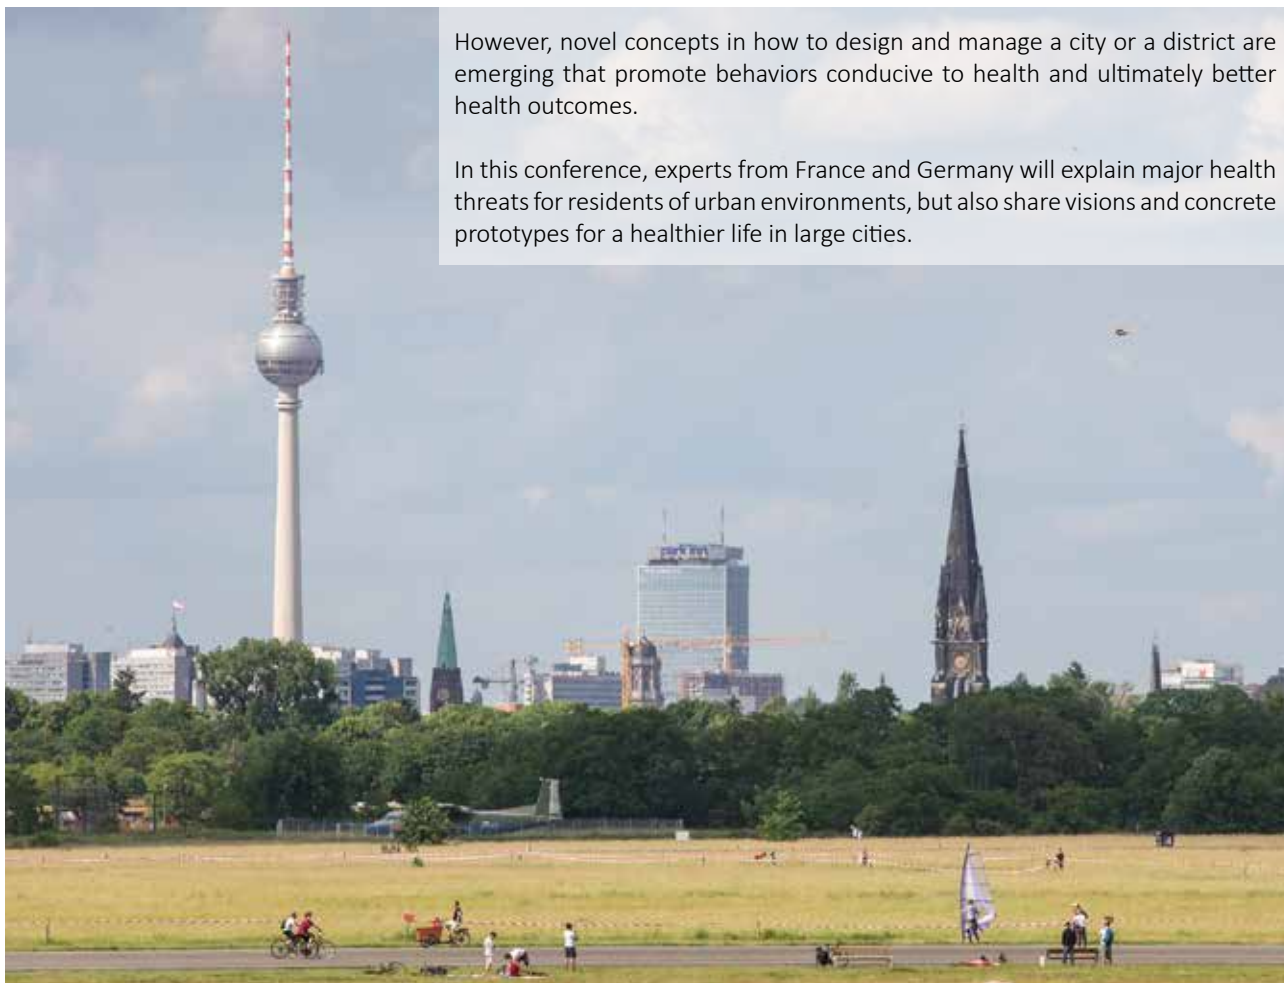 However, novel concepts in how to design and manage a city or a district are
emerging that promote behaviors conducive to health and ultimately better
health outcomes.
In this conference, experts from France and Germany will explain major health
threats for residents of urban environments, but also share visions and concrete
prototypes for a healthier life in large cities.